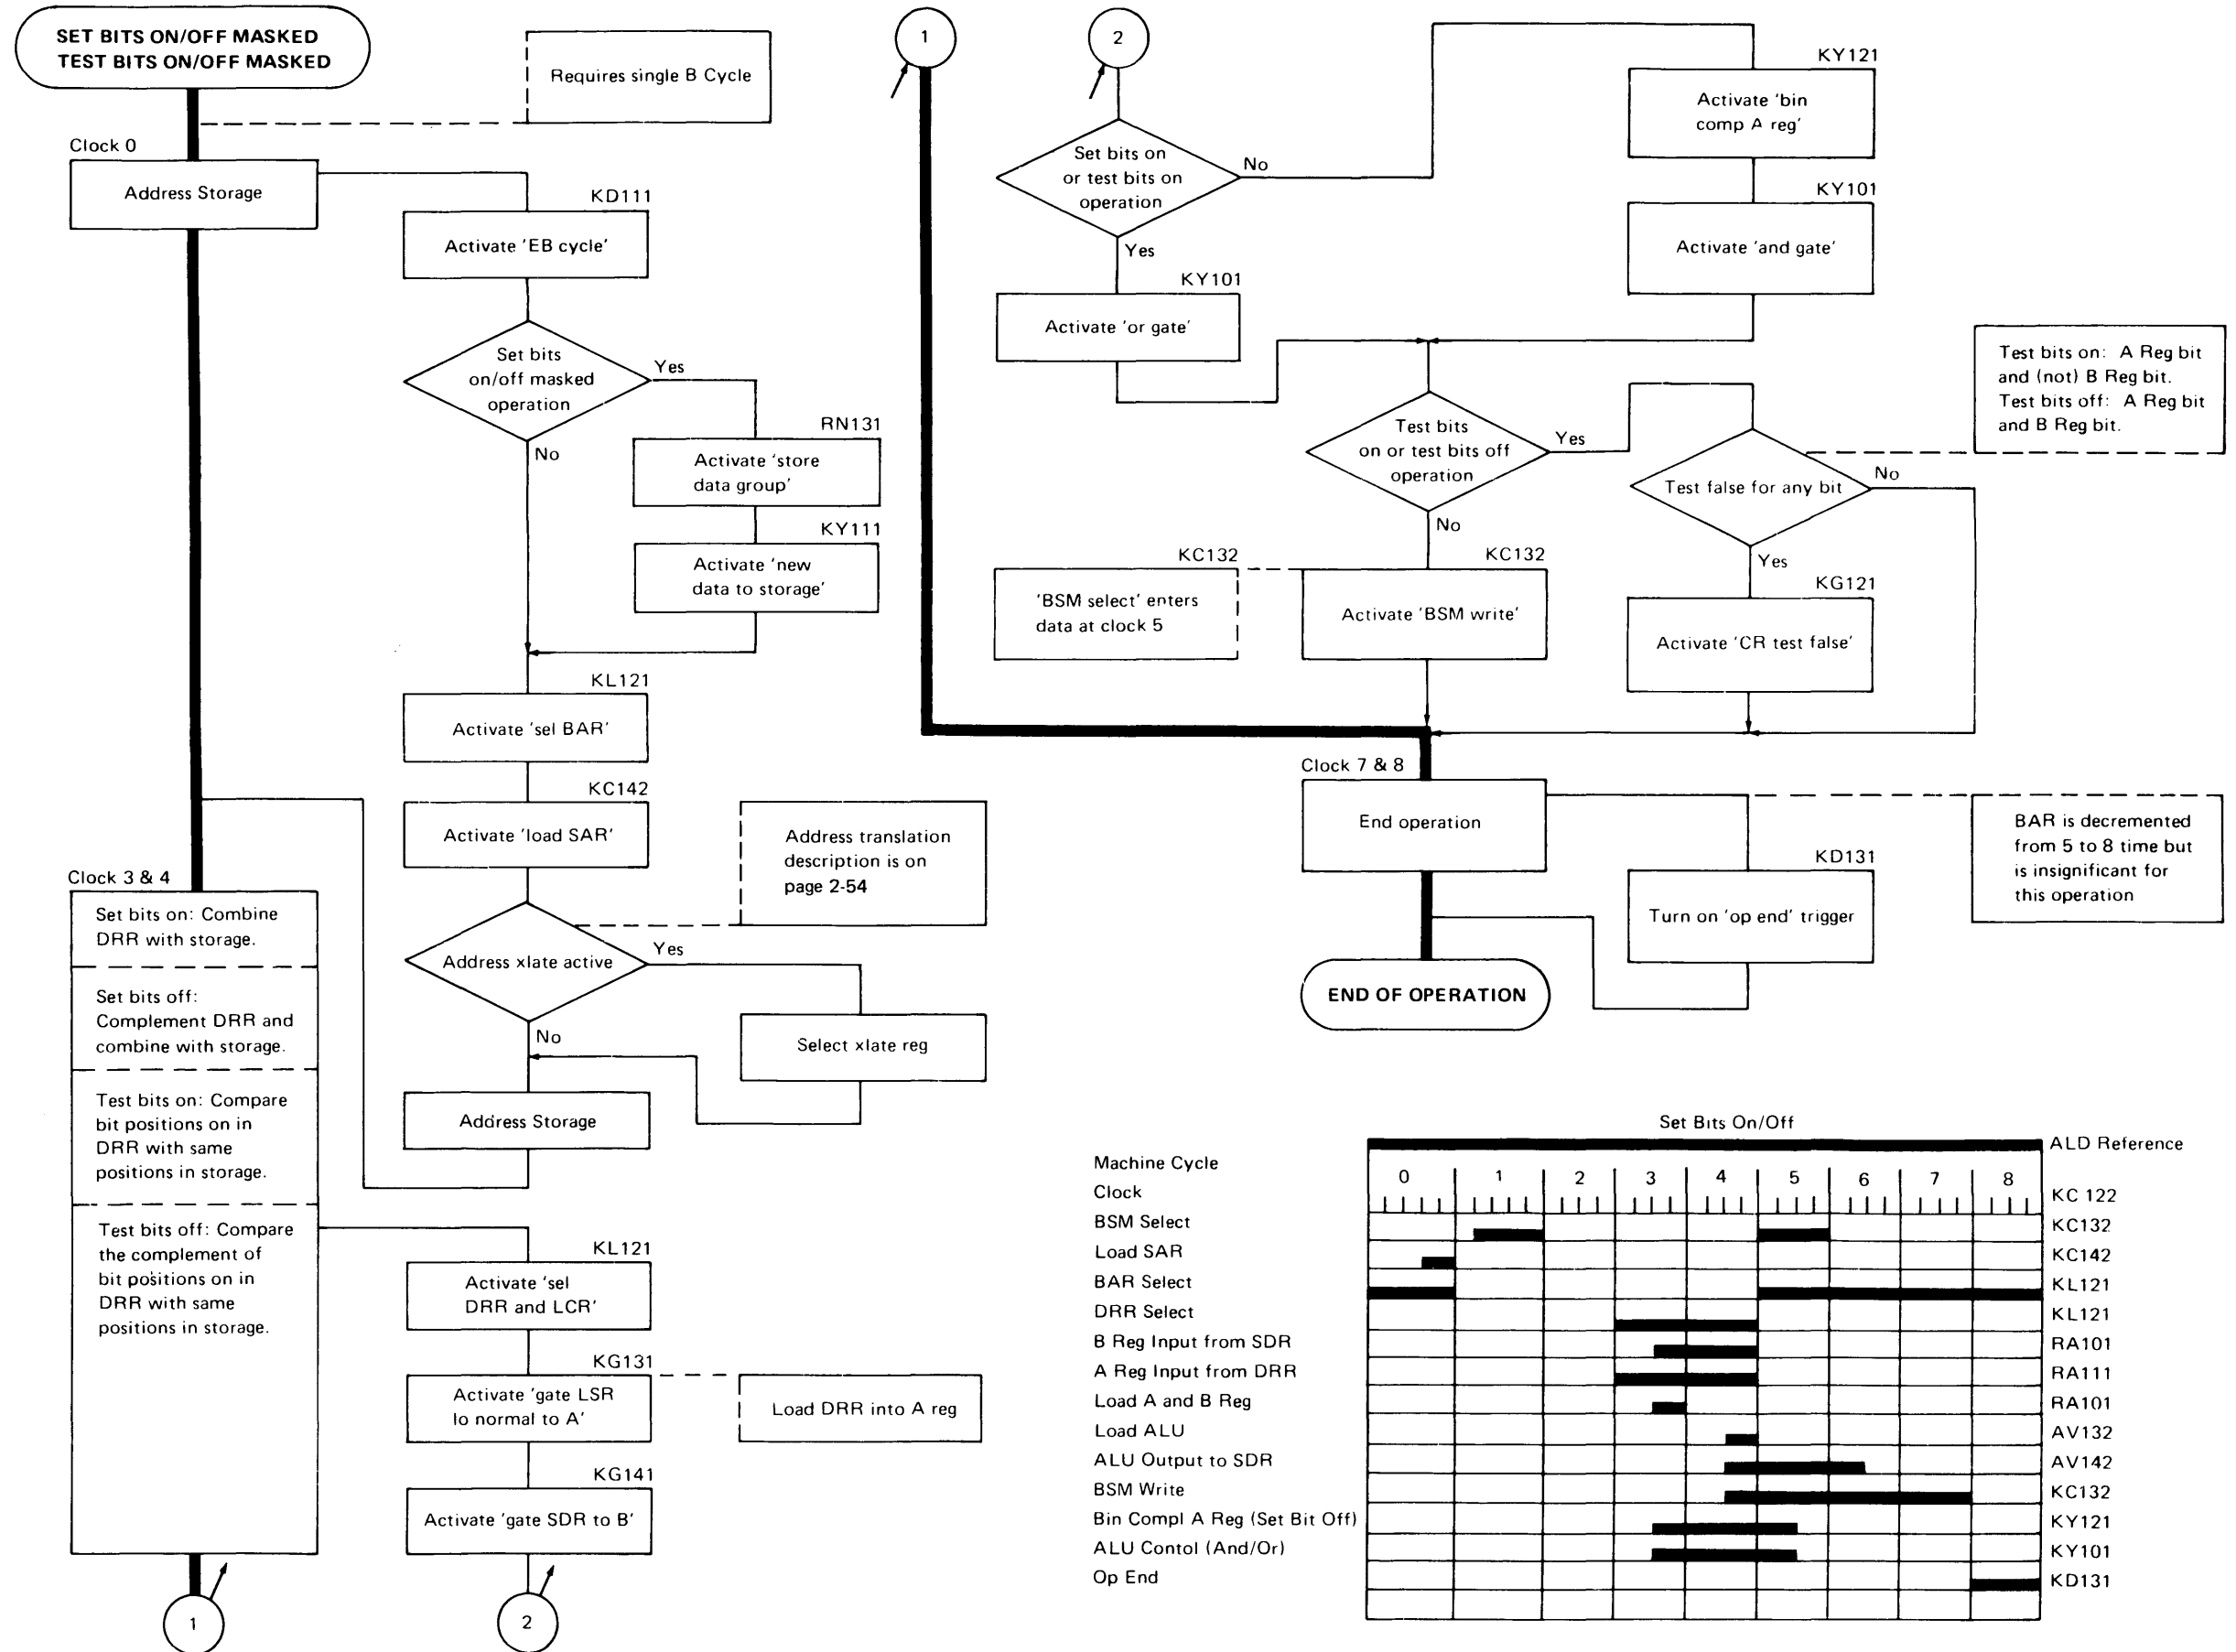 SET BITS ON/OFF MASKED
TEST BITS ON/OFF MASKED
Requires single B Cycle
Clock 0
Address Storage
KD111
Activate 'EB cycle'
Set bits
on/off masked
operation
Yes
No
RN131
Activate 'store
data group'
KY111
Activate 'new
data to storage'
KL121
Activate 'sel BAR'
KC142
Activate 'load SAR'
Address translation
description is on
page 2-54
Address xlate active
Yes
No
Select xlate reg
Address Storage
Clock 3 & 4
Set bits on: Combine
DRR with storage.
Set bits off:
Complement DRR and
combine with storage.
Test bits on: Compare
bit positions on in
DRR with same
positions in storage.
Test bits off: Compare
the complement of
bit positions on in
DRR with same
positions in storage.
KL121
Activate 'sel
DRR and LCR'
KG131
Activate 'gate LSR
lo normal to A'
Load DRR into A reg
KG141
Activate 'gate SDR to B'
1
2
1
2
Set bits on
or test bits on
operation
No
Yes
KY121
Activate 'bin
comp A reg'
KY101
Activate 'and gate'
KY101
Activate 'or gate'
Test bits
on or test bits off
operation
Yes
No
Test bits on: A Reg bit
and (not) B Reg bit.
Test bits off: A Reg bit
and B Reg bit.
Test false for any bit
No
Yes
KC132
'BSM select' enters
data at clock 5
KC132
Activate 'BSM write'
KG121
Activate 'CR test false'
Clock 7 & 8
End operation
BAR is decremented
from 5 to 8 time but
is insignificant for
this operation
KD131
Turn on 'op end' trigger
END OF OPERATION
Set Bits On/Off
Machine Cycle ALD Reference
Clock 0 1 2 3 4 5 6 7 8 KC 122
BSM Select KC132
Load SAR KC142
BAR Select KL121
DRR Select KL121
B Reg Input from SDR RA101
A Reg Input from DRR RA111
Load A and B Reg RA101
Load ALU AV132
ALU Output to SDR AV142
BSM Write KC132
Bin Compl A Reg (Set Bit Off) KY121
ALU Contol (And/Or) KY101
Op End KD131